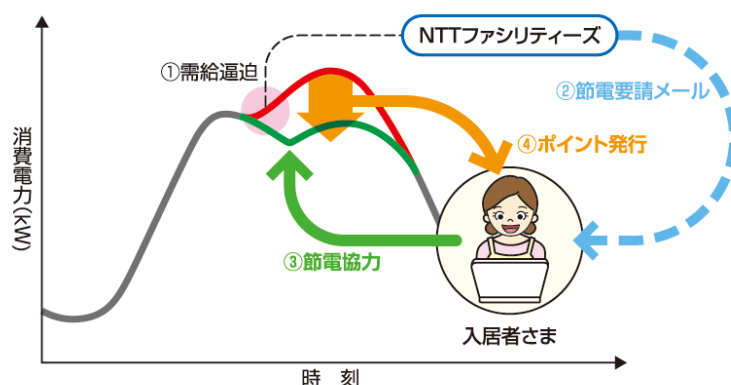 NTTファシリティーズ
①需給逼迫
②節電要請メール
④ポイント発行
③節電協力
入居者さま
消費電力(kW)
時 刻